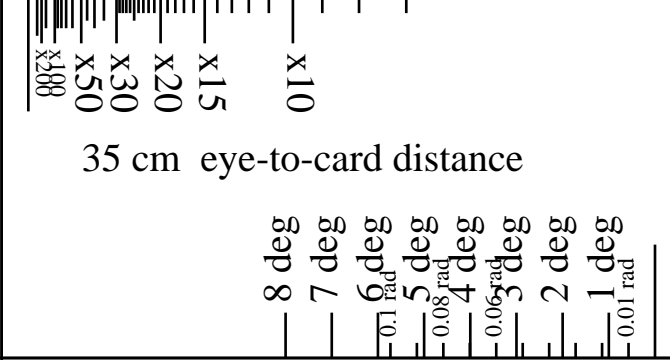 x200 x100 x50 x30 x20 x15 x10
35 cm eye-to-card distance
8 deg 7 deg 6 deg 5 deg 4 deg 3 deg 2 deg 1 deg
0.1 rad 0.08 rad 0.06 rad 0.01 rad